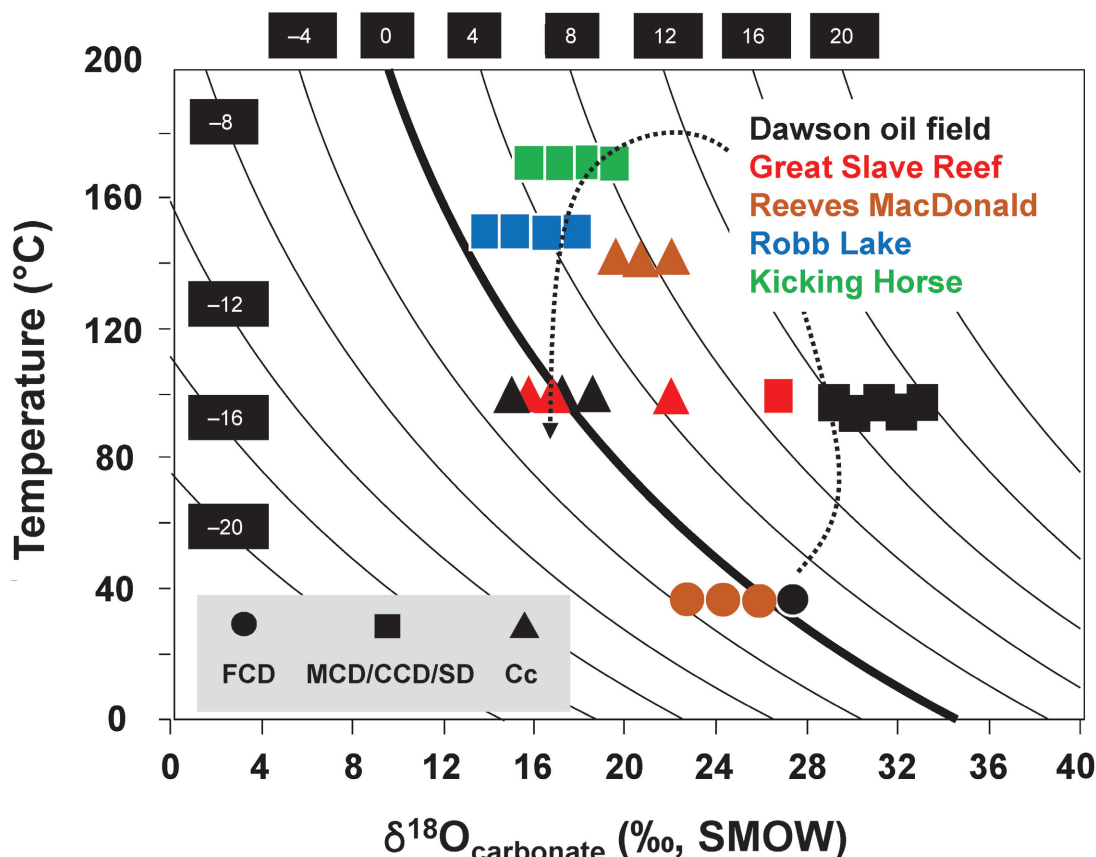 –4 0 4 8 12 16 20
200
–8
Dawson oil field
Great Slave Reef
160
Reeves MacDonald
Robb Lake
Kicking Horse
–12
120
Temperature (°C)
–16
80
–20
40
FCD MCD/CCD/SD Cc
0
0 4 8 12 16 20 24 28 32 36 40
δ¹⁸Ocarbonate (‰, SMOW)